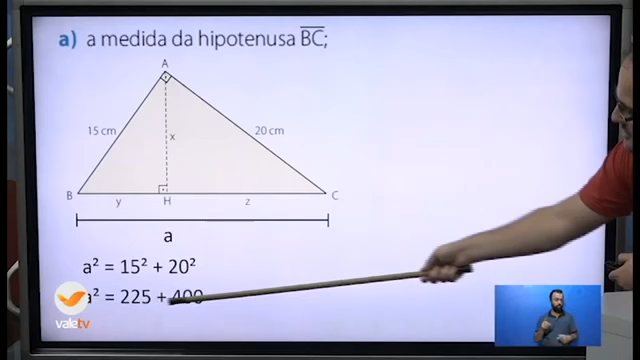 a) a medida da hipotenusa BC;
A
15 cm
20 cm
x
B
y
H
z
C
a
a² = 15² + 20²
a² = 225 + 400
valetv